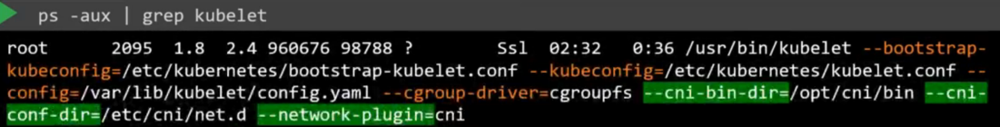 ps -aux | grep kubelet
root 2095 1.8 2.4 960676 98788 ? Ssl 02:32 0:36 /usr/bin/kubelet --bootstrap-
kubeconfig=/etc/kubernetes/bootstrap-kubelet.conf --kubeconfig=/etc/kubernetes/kubelet.conf --
config=/var/lib/kubelet/config.yaml --cgroup-driver=cgroupfs --cni-bin-dir=/opt/cni/bin --cni-
conf-dir=/etc/cni/net.d --network-plugin=cni